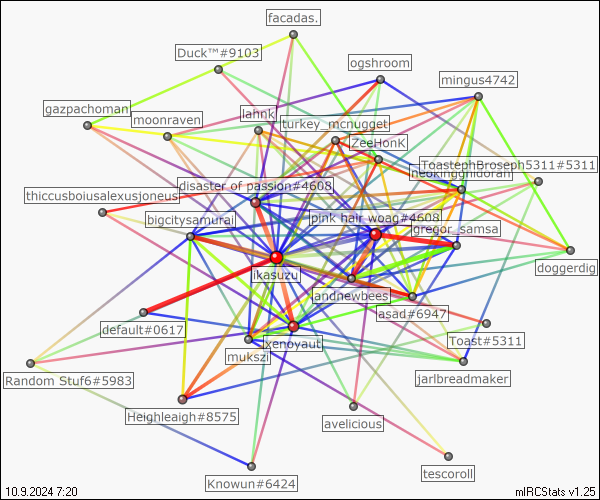 facadas.
Duck™#9103
ogshroom
mingus4742
gazpachoman
moonraven
iahnk
turkey_mcnugget
ZeeHonK
ToastephBroseph5311#5311
thiccusboiusalexusjoneus
disaster of passion#4608
bigcitysamurai
pink hair woag#4608
gregor_samsa
doggerdig
ikasuzu
andnewbees
asad#6947
default#0617
xenoyaut
Toast#5311
mukszi
Random Stuf6#5983
jarlbreadmaker
Heighleaigh#8575
avelicious
tescoroll
Knowun#6424
10.9.2024 7:20
mIRCStats v1.25